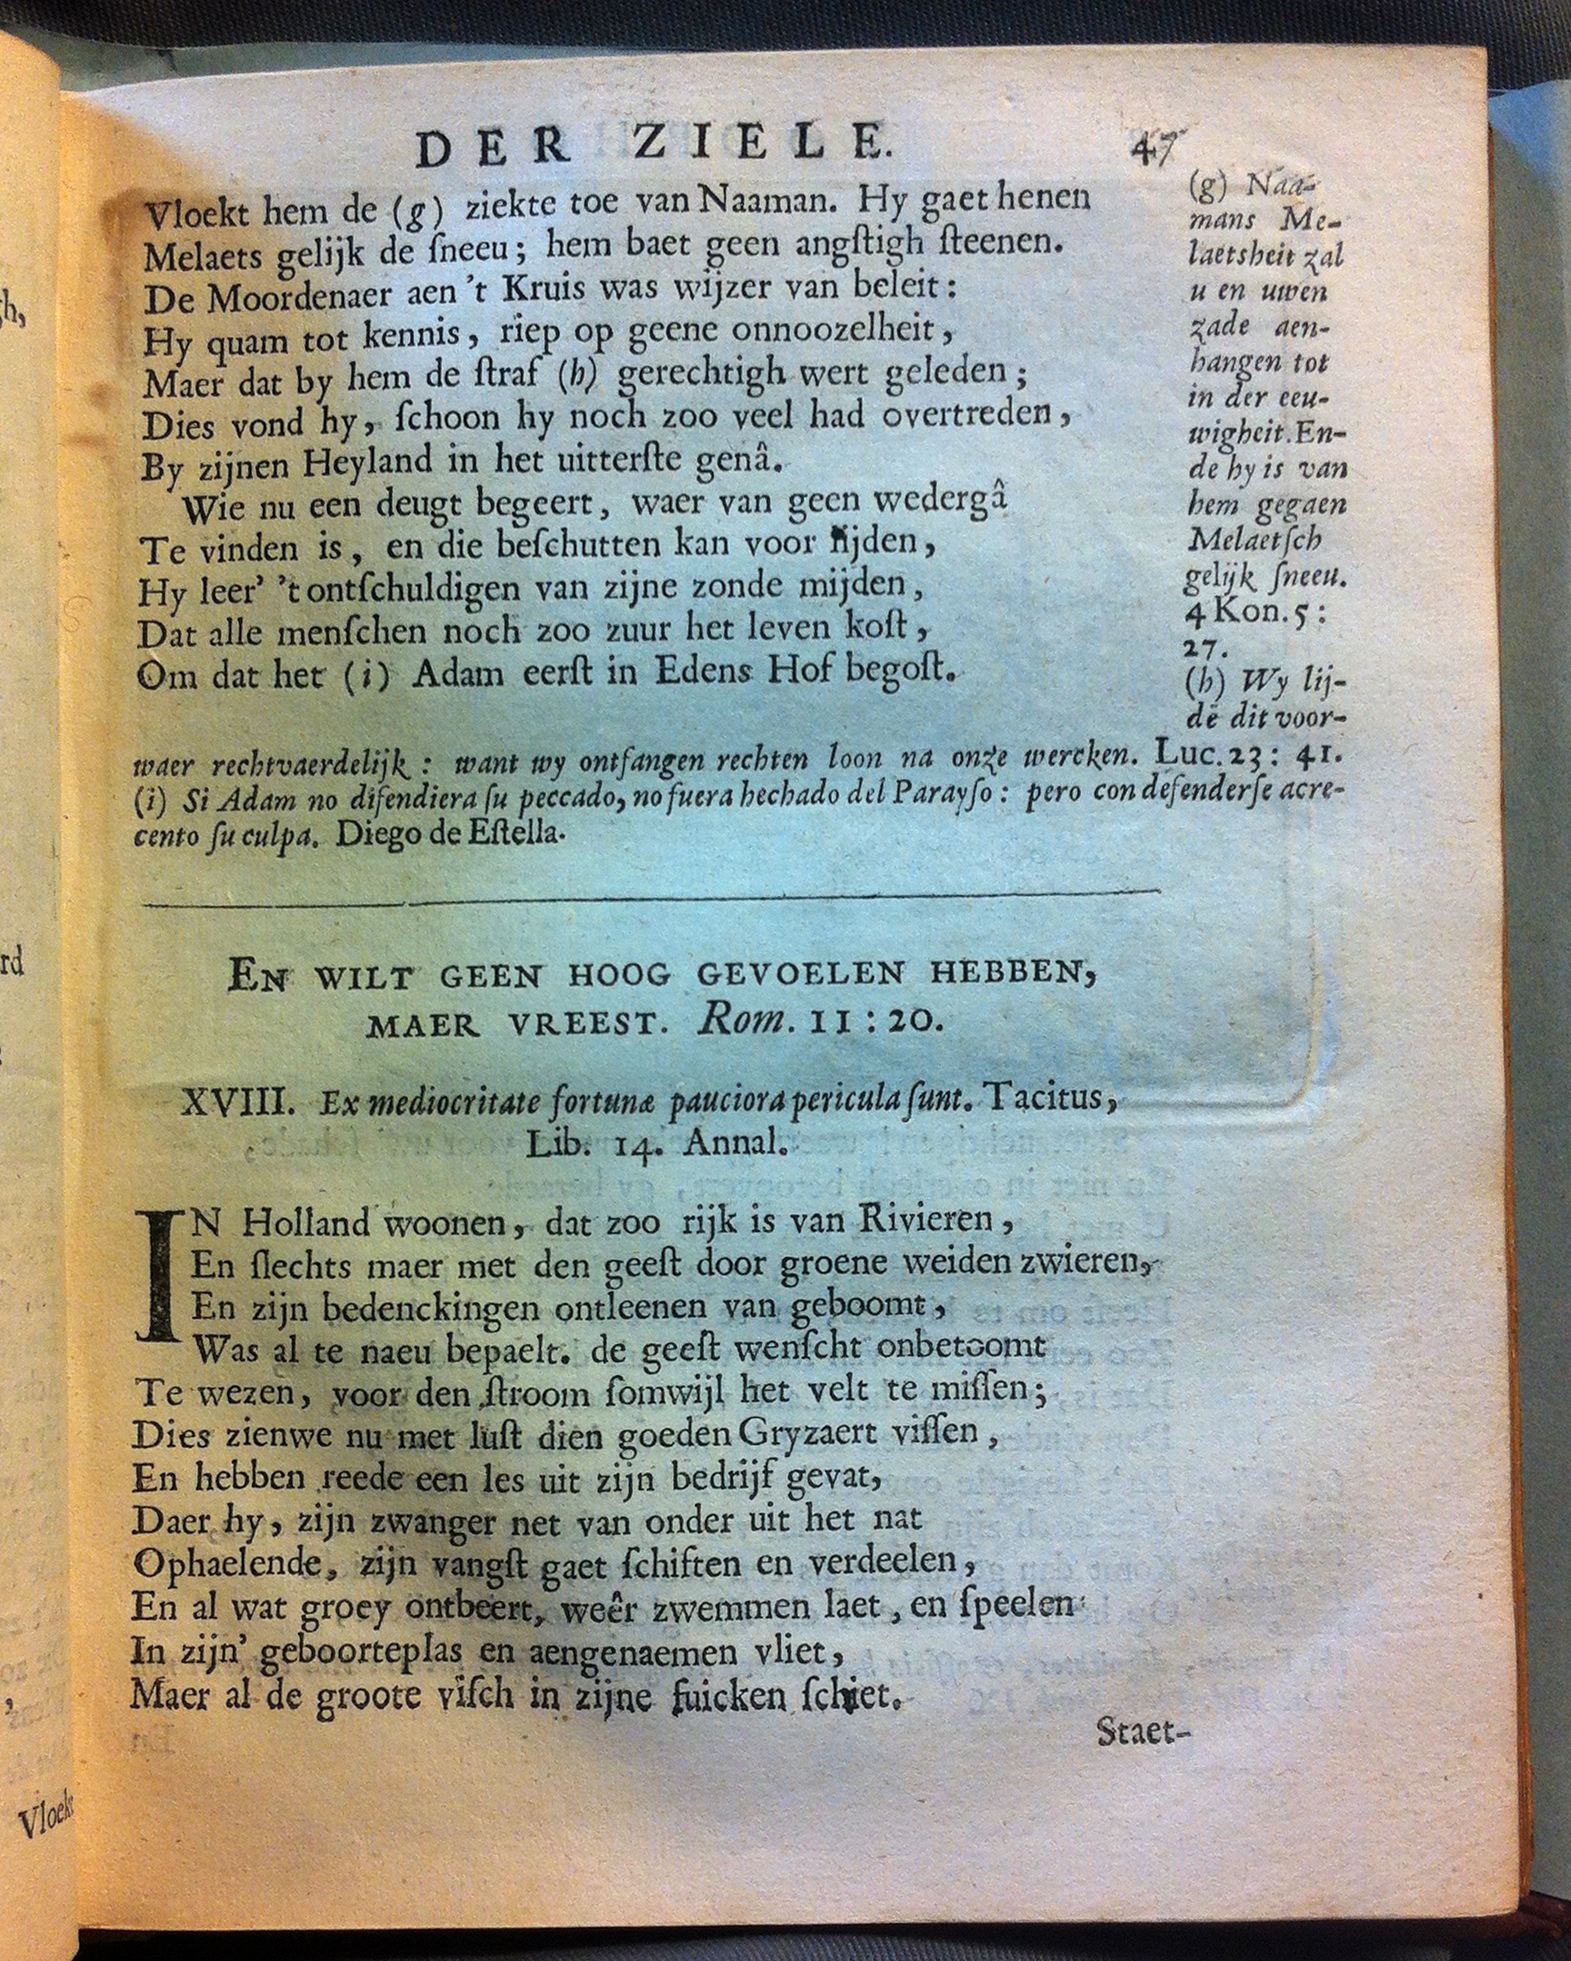 DER ZIELE. 47
Vloekt hem de (g) ziekte toe van Naaman. Hy gaet henen
Melaets gelijk de ſneeu; hem baet geen angſtigh ſteenen.
De Moordenaer aen 't Kruis was wijzer van beleit:
Hy quam tot kennis, riep op geene onnoozelheit,
Maer dat by hem de ſtraf (h) gerechtigh wert geleden;
Dies vond hy, ſchoon hy noch zoo veel had overtreden,
By zijnen Heyland in het uitterſte genâ.
Wie nu een deugt begeert, waer van geen wedergâ
Te vinden is, en die beſchutten kan voor lijden,
Hy leer' 't ontſchuldigen van zijne zonde mijden,
Dat alle menſchen noch zoo zuur het leven koſt,
Om dat het (i) Adam eerſt in Edens Hof begoſt.
(g) Naa-
mans Me-
laetsheit zal
u en uwen
zade aen-
hangen tot
in der eeu-
wigheit. En-
de hy is van
hem gegaen
Melaetſch
gelijk ſneeu.
4 Kon. 5:
27.
(h) Wy lij-
dē dit voor-
waer rechtvaerdelijk: want wy ontfangen rechten loon na onze wercken. Luc. 23: 41.
(i) Si Adam no difendiera ſu peccado, no fuera hechado del Parayſo: pero con defenderſe acre-
cento ſu culpa. Diego de Eſtella.
EN WILT GEEN HOOG GEVOELEN HEBBEN,
MAER VREEST. Rom. 11:20.
XVIII. Ex mediocritate fortunæ pauciora pericula ſunt. Tacitus,
Lib. 14. Annal.
IN Holland woonen, dat zoo rijk is van Rivieren,
En ſlechts maer met den geeſt door groene weiden zwieren,
En zijn bedenckingen ontleenen van geboomt,
Was al te naeu bepaelt. de geeſt wenſcht onbetoomt
Te wezen, voor den ſtroom ſomwijl het velt te miſſen;
Dies zienwe nu met luſt dien goeden Gryzaert viſſen,
En hebben reede een les uit zijn bedrijf gevat,
Daer hy, zijn zwanger net van onder uit het nat
Ophaelende, zijn vangſt gaet ſchiften en verdeelen,
En al wat groey ontbeert, weêr zwemmen laet, en ſpeelen
In zijn' geboorteplas en aengenaemen vliet,
Maer al de groote viſch in zijne fuicken ſchiet.
Staet-
gh,
rd
Vloekt